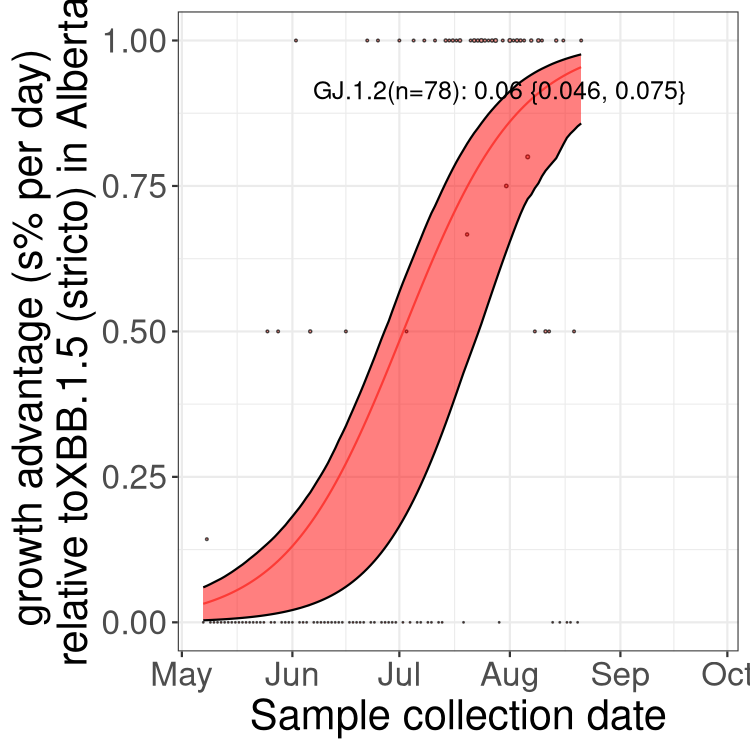 growth advantage (s% per day)
relative toXBB.1.5 (stricto) in Alberta
1.00
0.75
0.50
0.25
0.00
GJ.1.2(n=78): 0.06 {0.046, 0.075}
May Jun Jul Aug Sep Oct
Sample collection date